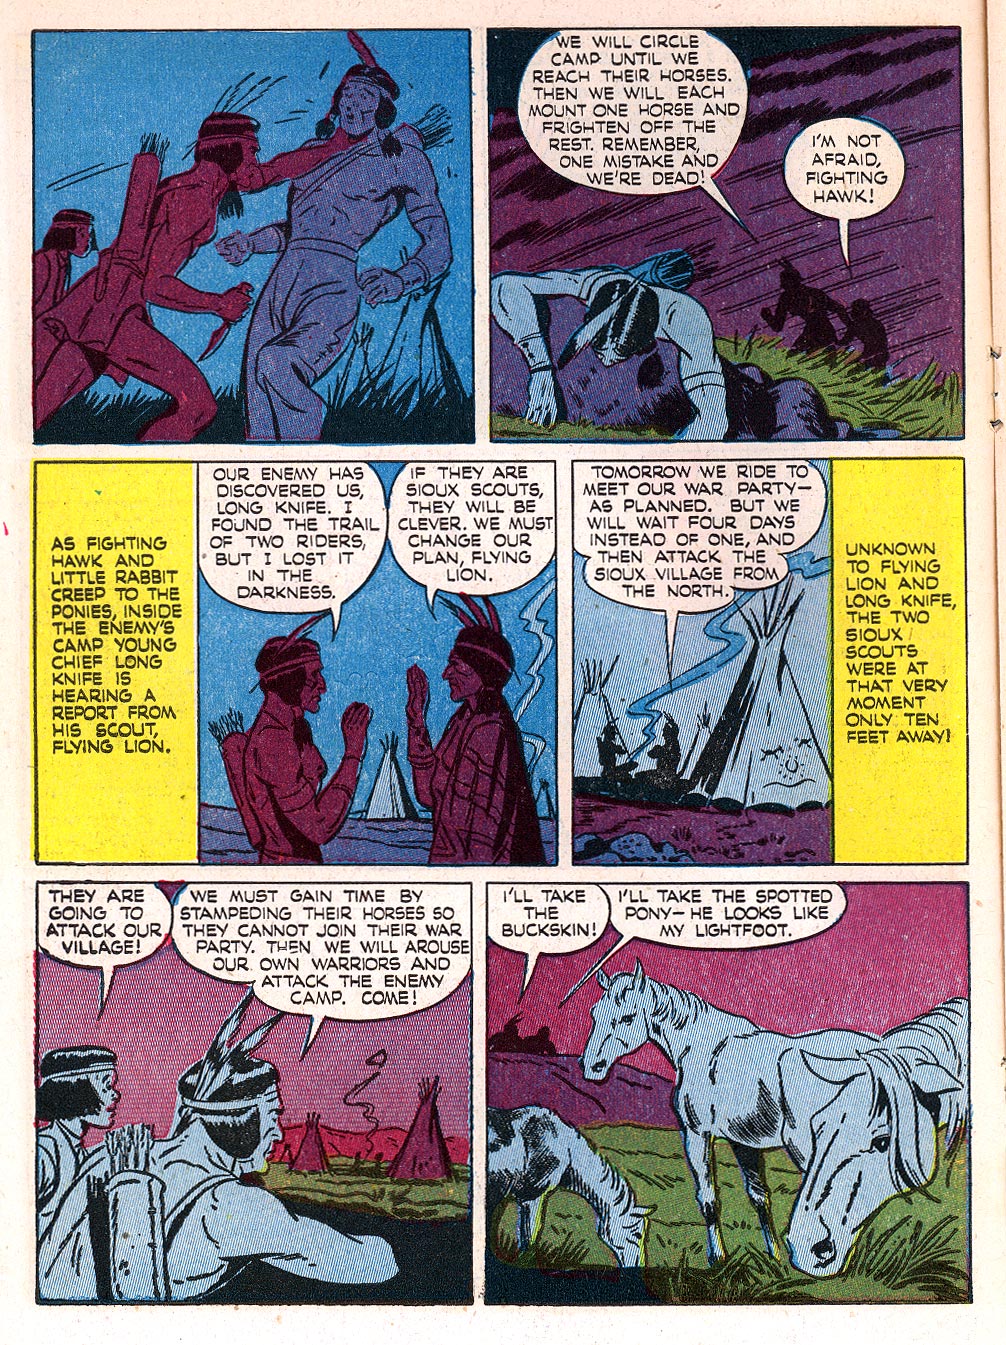 WE WILL CIRCLE
CAMP UNTIL WE
REACH THEIR HORSES.
THEN WE WILL EACH
MOUNT ONE HORSE AND
FRIGHTEN OFF THE
REST. REMEMBER,
ONE MISTAKE AND
WE'RE DEAD!
I'M NOT
AFRAID,
FIGHTING
HAWK!
AS FIGHTING
HAWK AND
LITTLE RABBIT
CREEP TO THE
PONIES, INSIDE
THE ENEMY'S
CAMP YOUNG
CHIEF LONG
KNIFE IS
HEARING A
REPORT FROM
HIS SCOUT,
FLYING LION.
OUR ENEMY HAS
DISCOVERED US,
LONG KNIFE. I
FOUND THE TRAIL
OF TWO RIDERS,
BUT I LOST IT
IN THE
DARKNESS.
IF THEY ARE
SIOUX SCOUTS,
THEY WILL BE
CLEVER. WE MUST
CHANGE OUR
PLAN, FLYING
LION.
TOMORROW WE RIDE TO
MEET OUR WAR PARTY—
AS PLANNED. BUT WE
WILL WAIT FOUR DAYS
INSTEAD OF ONE, AND
THEN ATTACK THE
SIOUX VILLAGE FROM
THE NORTH.
UNKNOWN
TO FLYING
LION AND
LONG KNIFE,
THE TWO
SIOUX
SCOUTS
WERE AT
THAT VERY
MOMENT
ONLY TEN
FEET AWAY!
THEY ARE
GOING TO
ATTACK OUR
VILLAGE!
WE MUST GAIN TIME BY
STAMPEDING THEIR HORSES SO
THEY CANNOT JOIN THEIR WAR
PARTY. THEN WE WILL AROUSE
OUR OWN WARRIORS AND
ATTACK THE ENEMY
CAMP. COME!
I'LL TAKE
THE
BUCKSKIN!
I'LL TAKE THE SPOTTED
PONY—HE LOOKS LIKE
MY LIGHTFOOT.